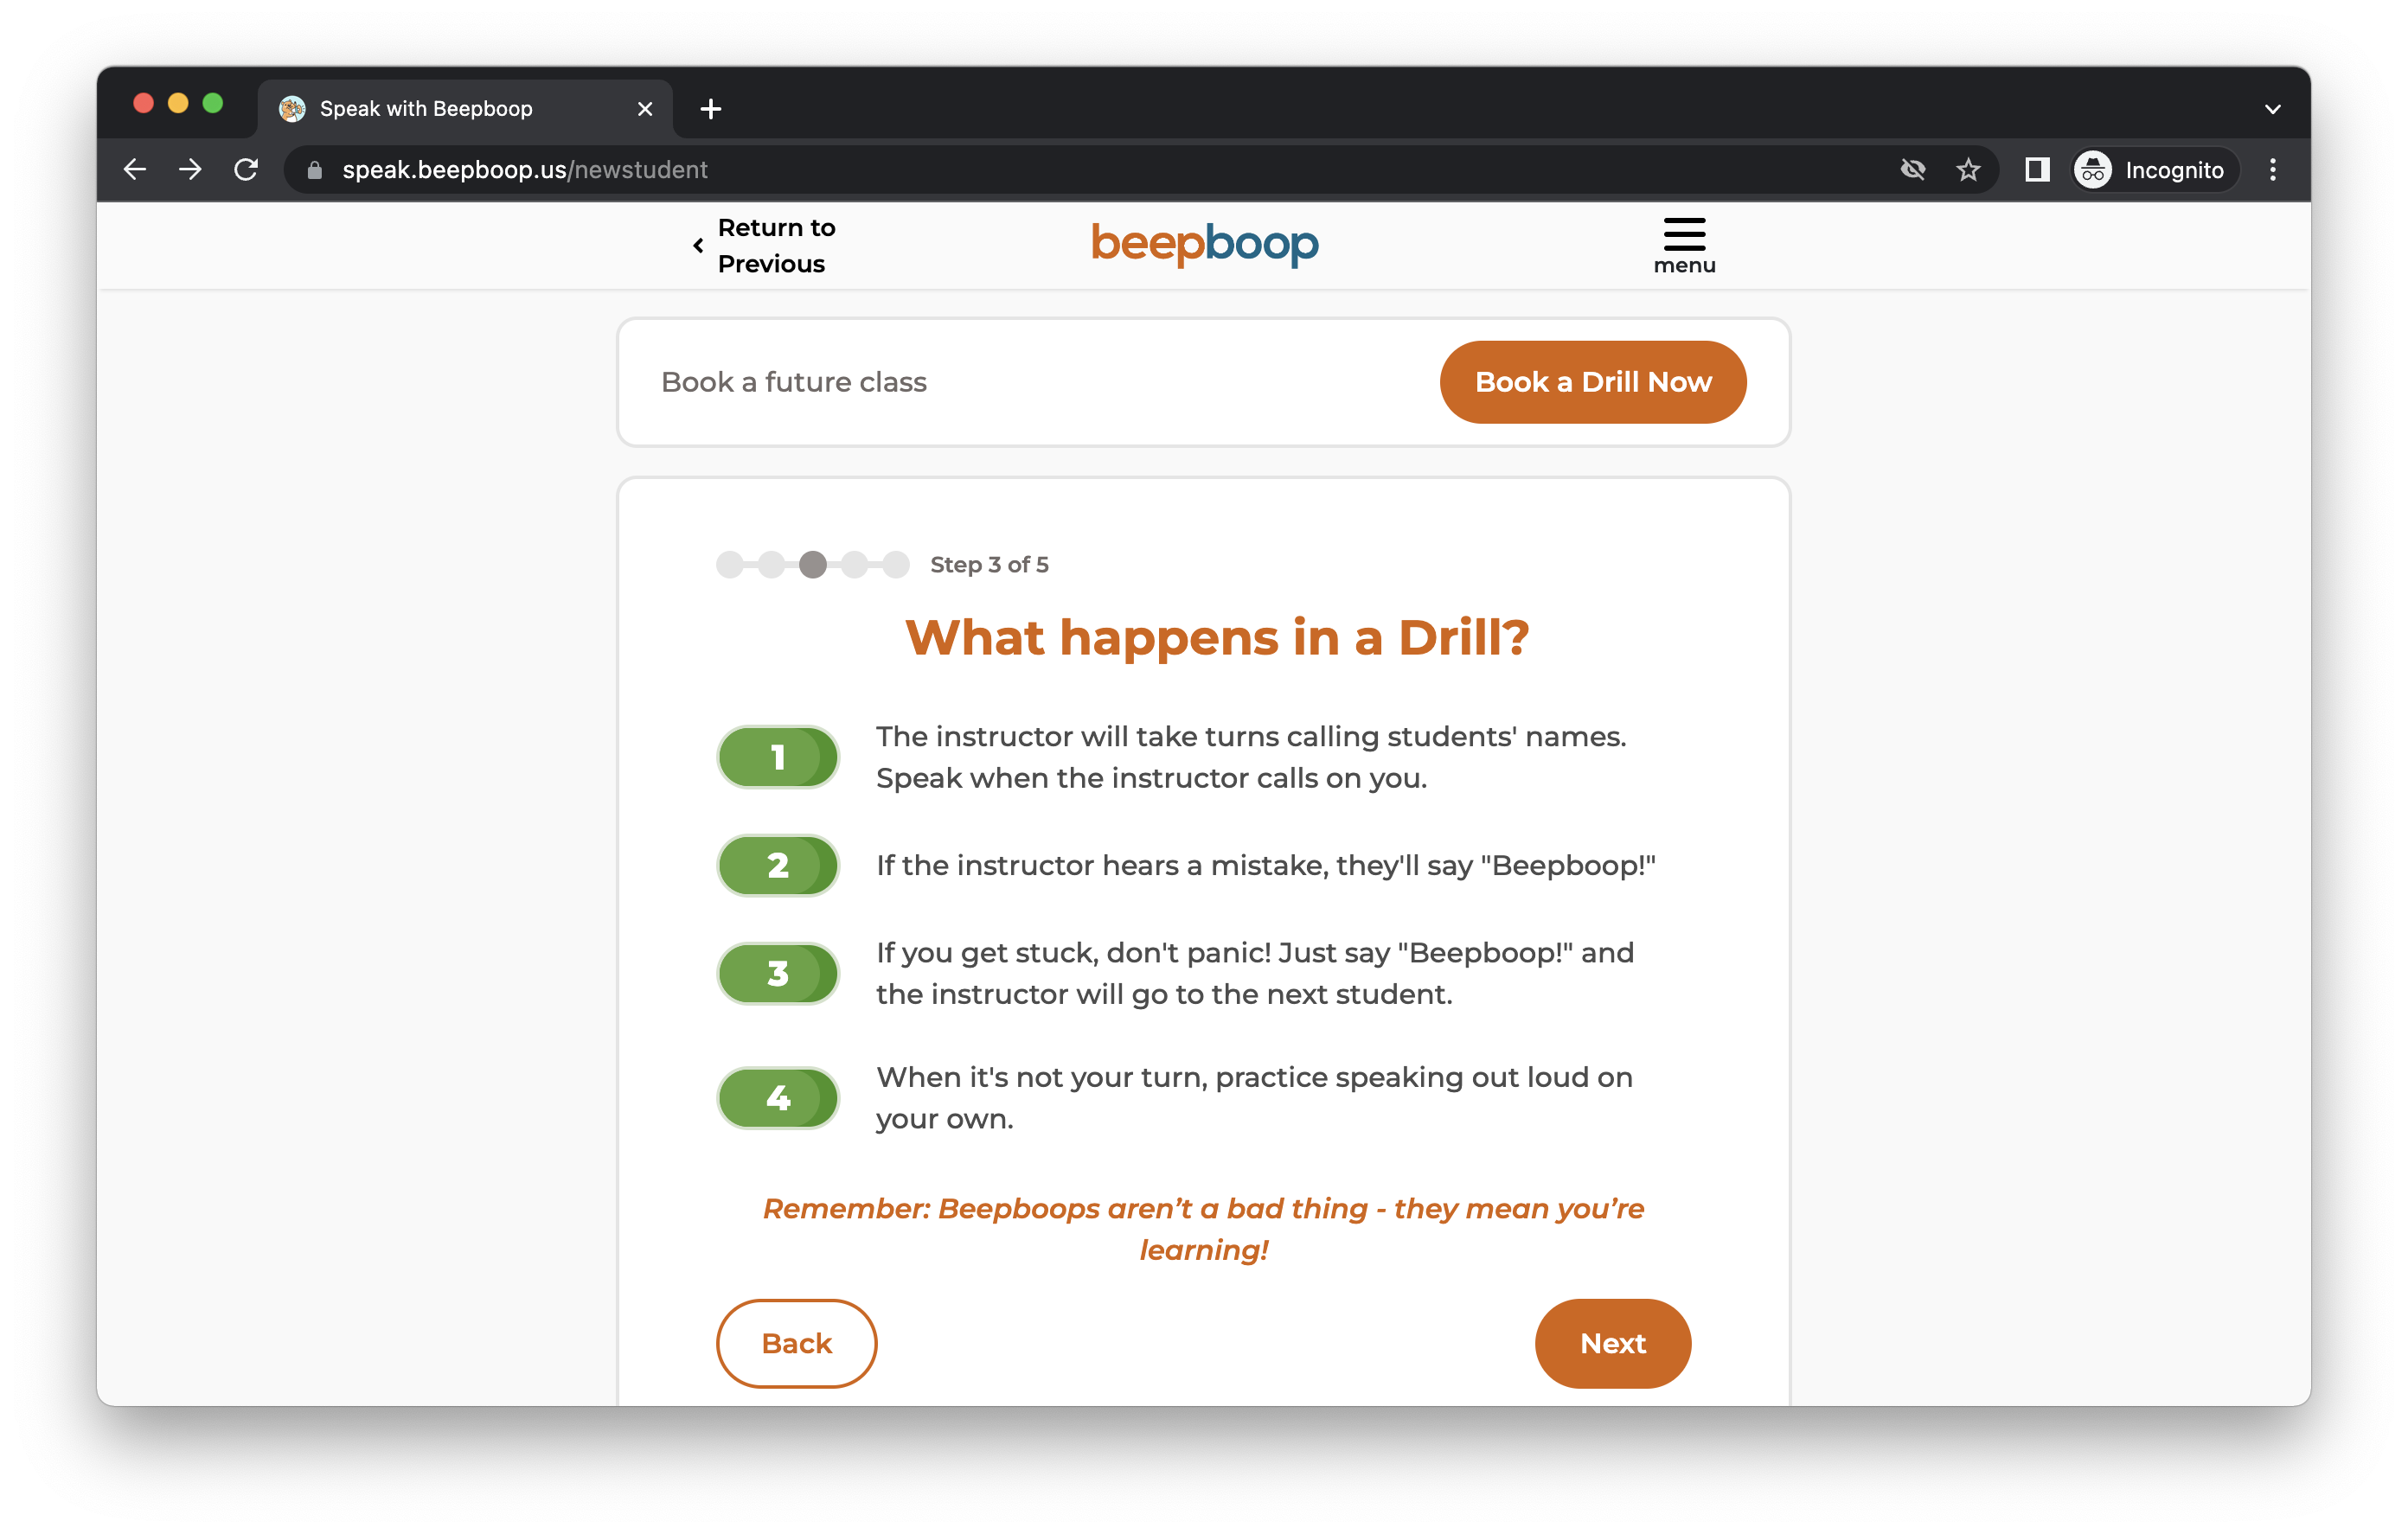 Speak with Beepboop
speak.beepboop.us/newstudent
Incognito
Return to
Previous
beepboop
menu
Book a future class
Book a Drill Now
Step 3 of 5
What happens in a Drill?
1
The instructor will take turns calling students' names.
Speak when the instructor calls on you.
2
If the instructor hears a mistake, they'll say "Beepboop!"
3
If you get stuck, don't panic! Just say "Beepboop!" and
the instructor will go to the next student.
4
When it's not your turn, practice speaking out loud on
your own.
Remember: Beepboops aren’t a bad thing - they mean you’re
learning!
Back
Next